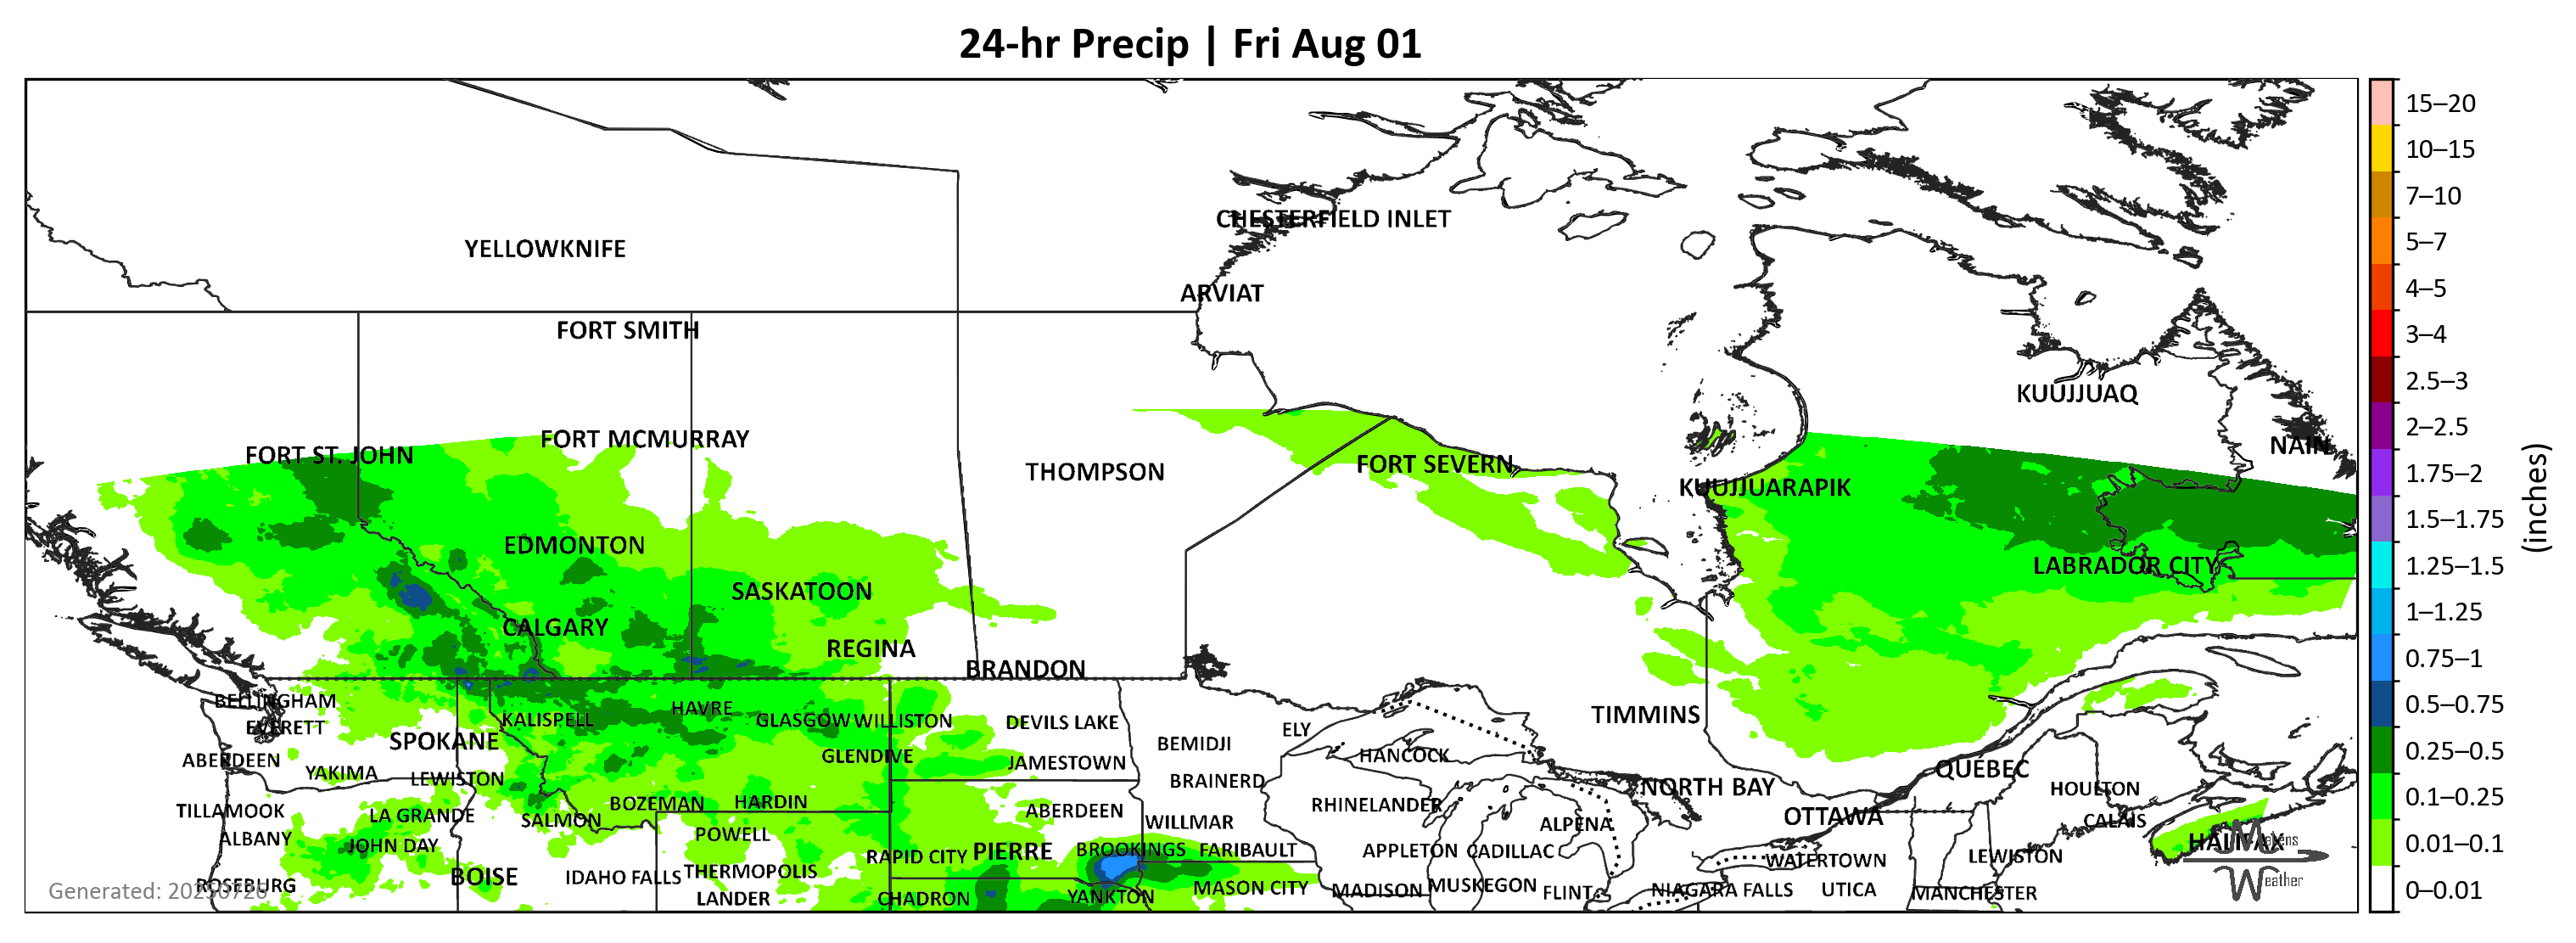 24-hr Precip | Fri Aug 01
15–20
10–15
7–10
5–7
4–5
3–4
2.5–3
2–2.5
1.75–2
1.5–1.75
1.25–1.5
1–1.25
0.75–1
0.5–0.75
0.25–0.5
0.1–0.25
0.01–0.1
0–0.01
(inches)
CHESTERFIELD INLET
YELLOWKNIFE
ARVIAT
FORT SMITH
KUUJJUAQ
FORT MCMURRAY
NAIN
FORT ST. JOHN
FORT SEVERN
THOMPSON
KUUJJUARAPIK
EDMONTON
LABRADOR CITY
SASKATOON
CALGARY
REGINA
BRANDON
BELLINGHAM
HAVRE
TIMMINS
KALISPELL
GLASGOW
WILLISTON
DEVILS LAKE
EVERETT
ELY
SPOKANE
BEMIDJI
HANCOCK
GLENDIVE
ABERDEEN
JAMESTOWN
QUÉBEC
YAKIMA
LEWISTON
BRAINERD
NORTH BAY
HOULTON
BOZEMAN
HARDIN
RHINELANDER
TILLAMOOK
LA GRANDE
SALMON
ABERDEEN
WILLMAR
ALPENA
OTTAWA
CALAIS
ALBANY
JOHN DAY
POWELL
HALIFAX
RAPID CITY
PIERRE
BROOKINGS
FARIBAULT
APPLETON
CADILLAC
WATERTOWN
LEWISTON
BOISE
IDAHO FALLS
THERMOPOLIS
ROSEBURG
MASON CITY
MADISON
MUSKEGON
FLINT
NIAGARA FALLS
UTICA
MANCHESTER
LANDER
CHADRON
YANKTON
Generated: 20250726
Weather